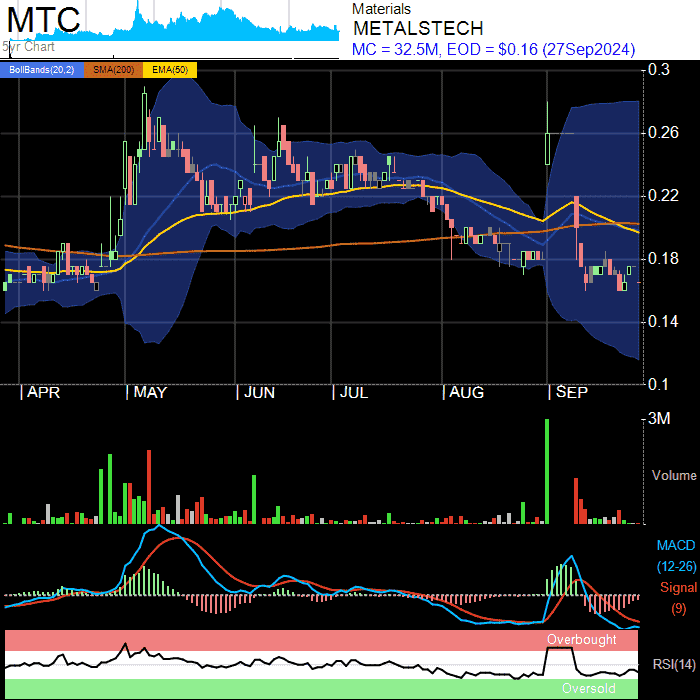 MTC
5yr Chart
Materials
METALSTECH
MC = 32.5M, EOD = $0.16 (27Sep2024)
BollBands(20,2) SMA(200) EMA(50)
0.3
0.26
0.22
0.18
0.14
0.1
| APR | MAY | JUN | JUL | AUG | SEP
3M
Volume
MACD
(12-26)
Signal
(9)
Overbought
RSI(14)
Oversold